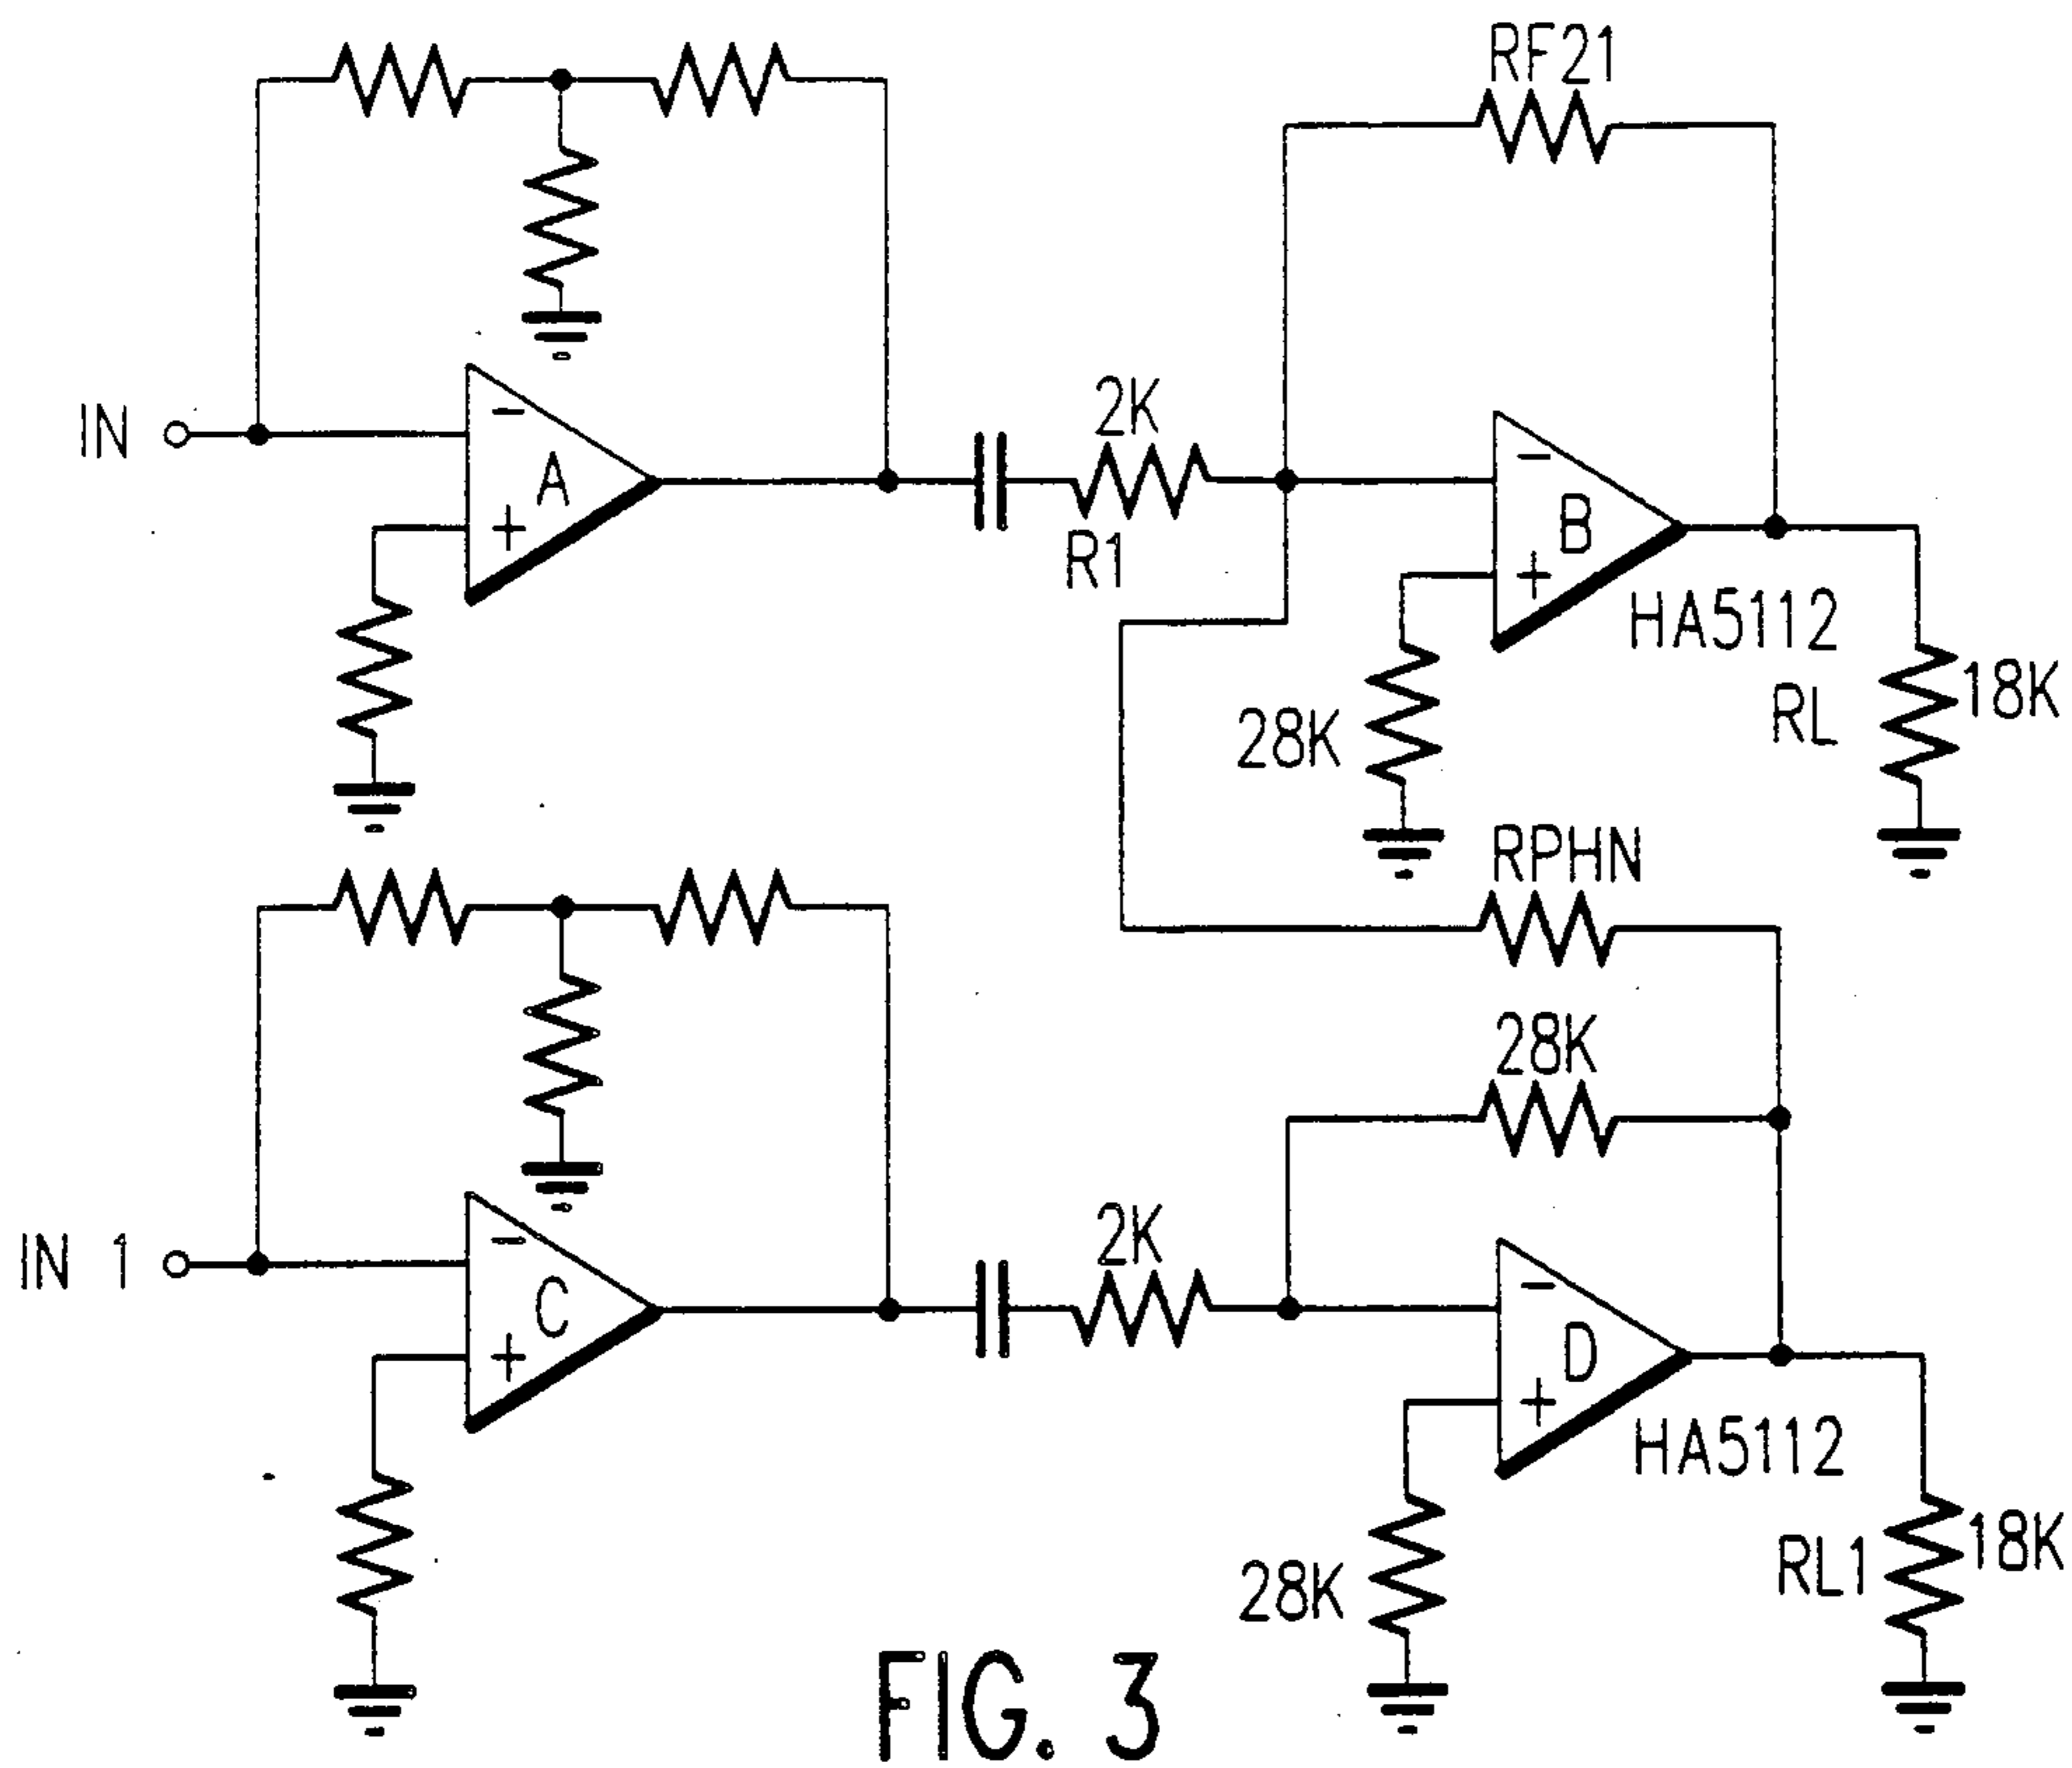 RF21
IN
-
A
+
2K
R1
-
B
+
HA5112
28K
RL
18K
RPHN
28K
IN 1
-
C
+
2K
-
D
+
HA5112
28K
RL1
18K
FIG. 3